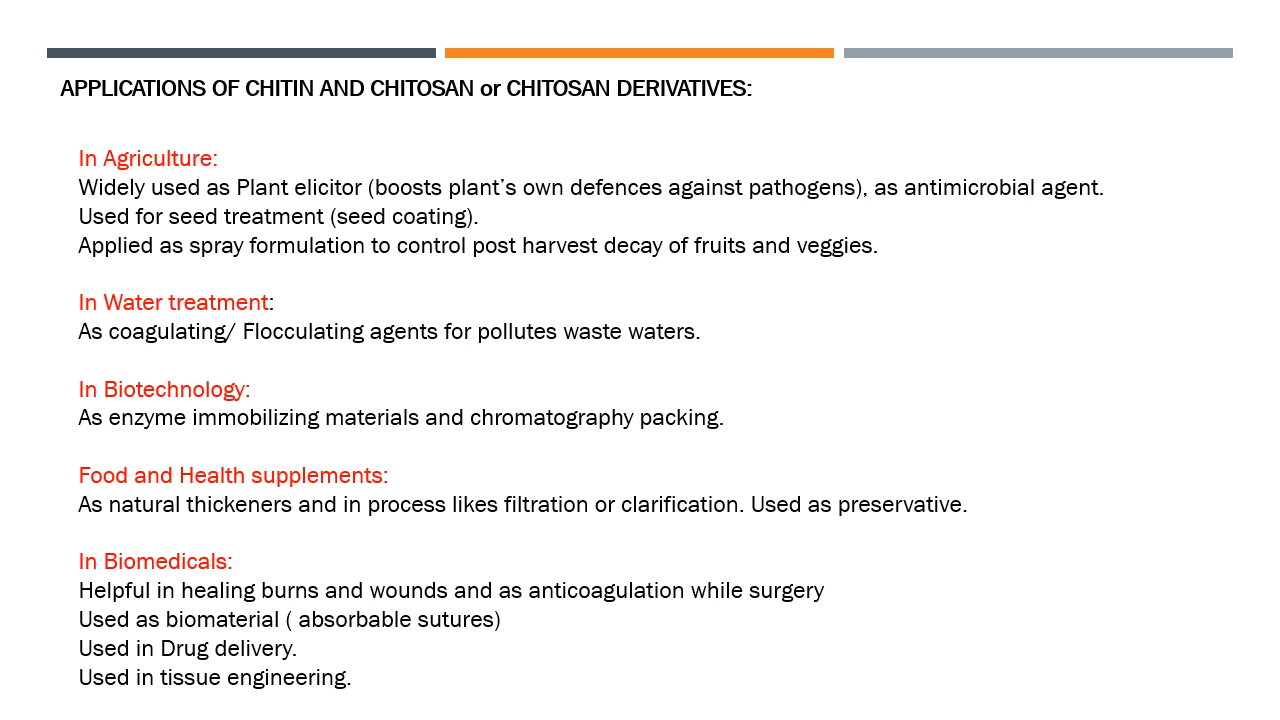 APPLICATIONS OF CHITIN AND CHITOSAN or CHITOSAN DERIVATIVES:
In Agriculture:
Widely used as Plant elicitor (boosts plant’s own defences against pathogens), as antimicrobial agent.
Used for seed treatment (seed coating).
Applied as spray formulation to control post harvest decay of fruits and veggies.
In Water treatment:
As coagulating/ Flocculating agents for pollutes waste waters.
In Biotechnology:
As enzyme immobilizing materials and chromatography packing.
Food and Health supplements:
As natural thickeners and in process likes filtration or clarification. Used as preservative.
In Biomedicals:
Helpful in healing burns and wounds and as anticoagulation while surgery
Used as biomaterial ( absorbable sutures)
Used in Drug delivery.
Used in tissue engineering.